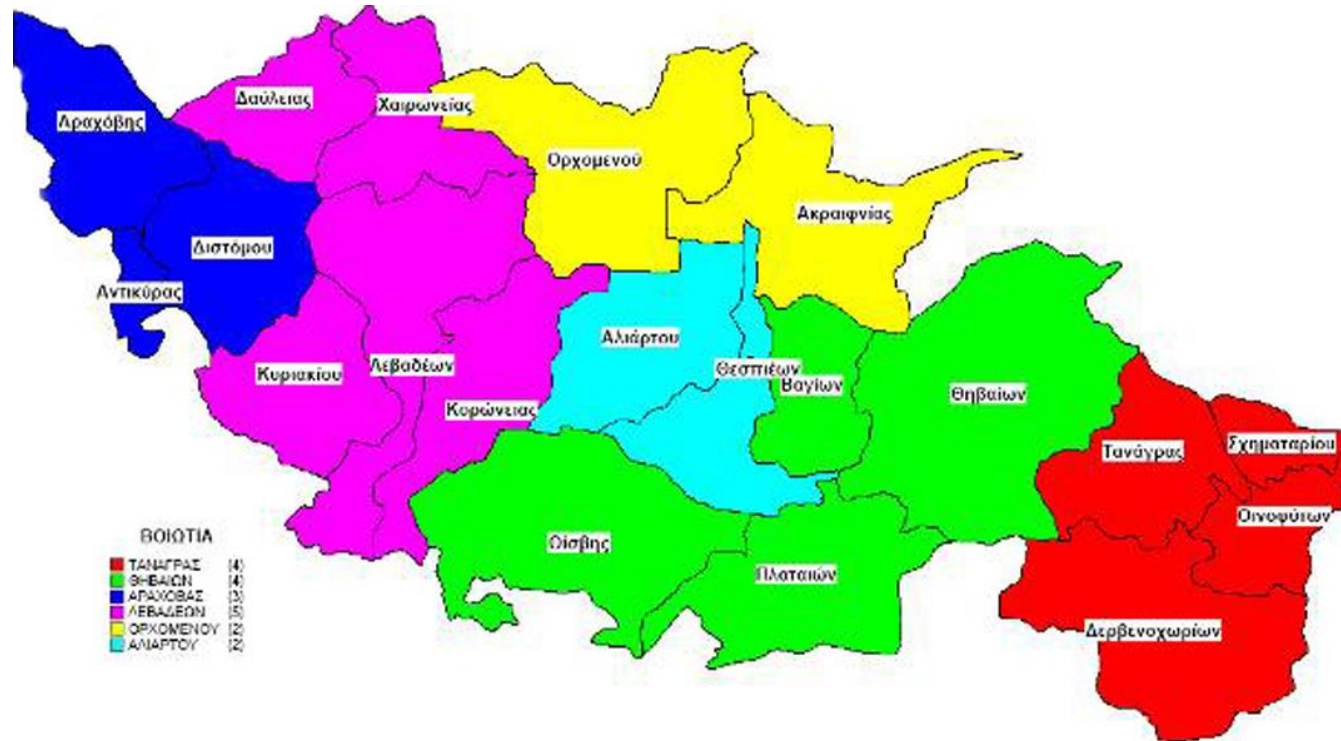 Δαύλειας
Χαιρωνείας
Αραχόβης
Ορχομενού
Ακραιφνίας
Διστόμου
Αντικύρας
Αλιάρτου
Θεσπιέων
Λεβαδέων
Κυριακίου
Βαγίων
Θηβαίων
Κορώνειας
Σχηματαρίου
Τανάγρας
Οινοφύτων
Θίσβης
Πλαταιών
Δερβενοχωρίων
ΒΟΙΩΤΙΑ
ΤΑΝΑΓΡΑΣ (4)
ΘΗΒΑΙΩΝ (4)
ΑΡΑΧΟΒΑΣ (3)
ΛΕΒΑΔΕΩΝ (5)
ΟΡΧΟΜΕΝΟΥ (2)
ΑΛΙΑΡΤΟΥ (2)